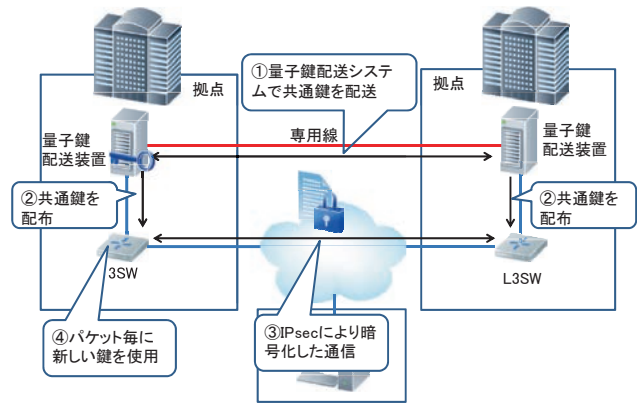 拠点
①量子鍵配送システ
ムで共通鍵を配送
拠点
量子鍵
配送装置
専用線
量子鍵
配送装置
②共通鍵を
配布
②共通鍵を
配布
3SW
L3SW
④パケット毎に
新しい鍵を使用
③IPsecにより暗
号化した通信